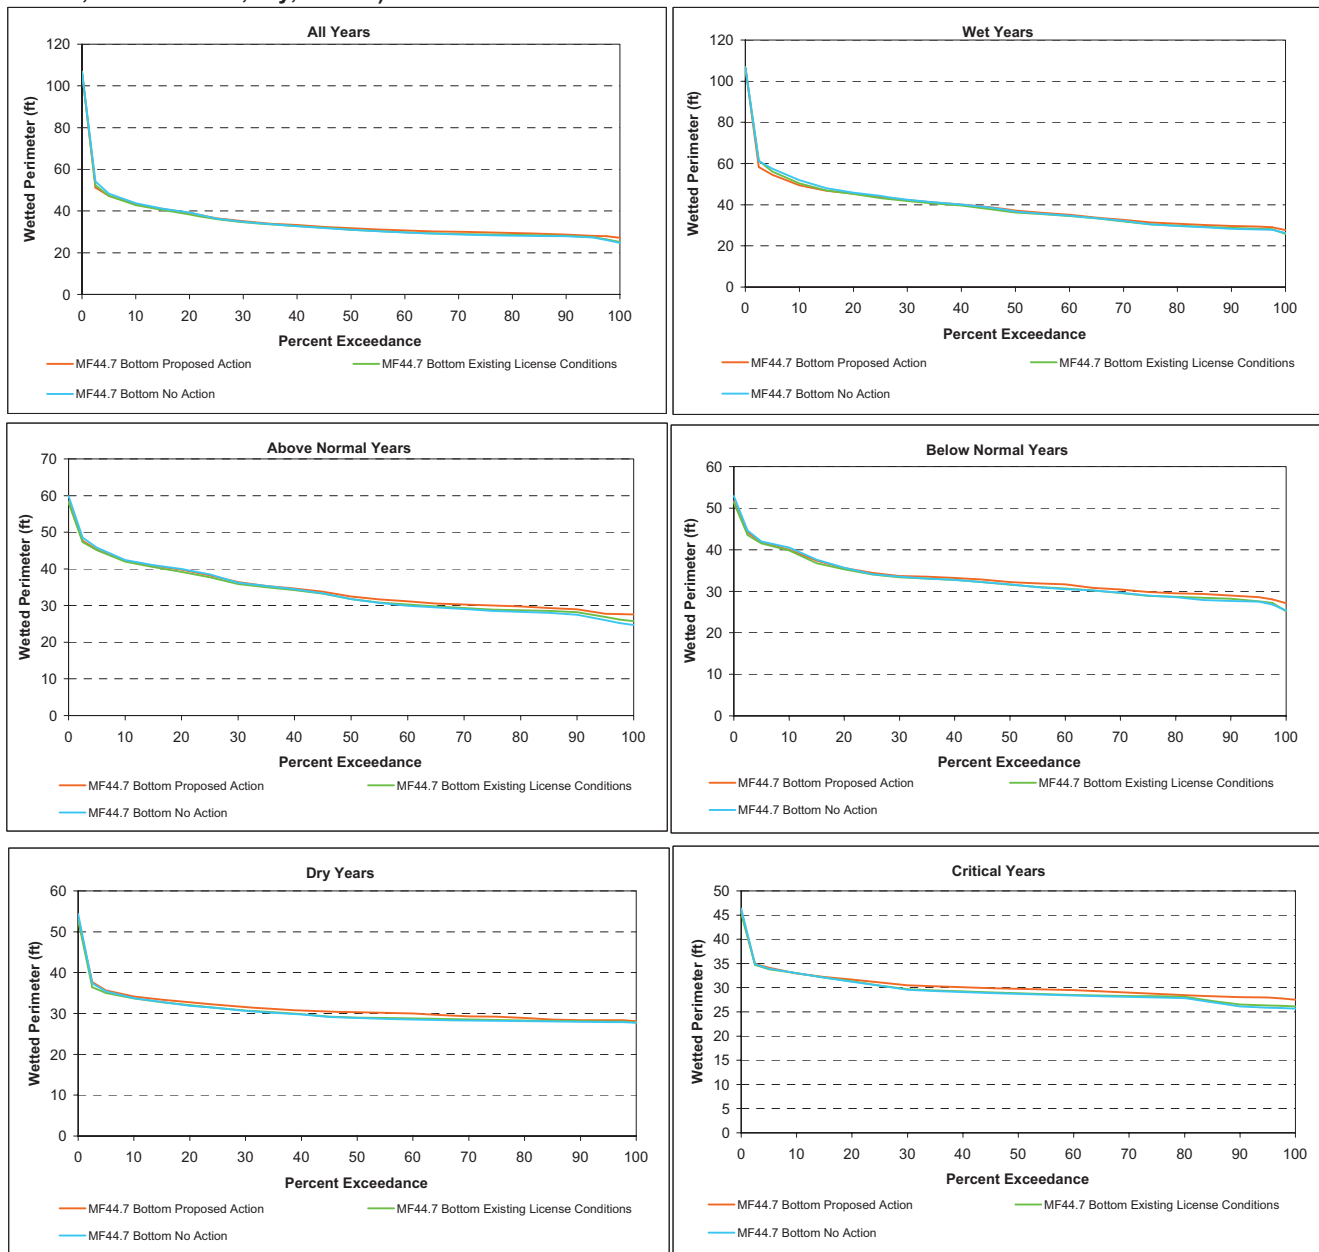 All Years
Wetted Perimeter (ft)
120
100
80
60
40
20
0
0 10 20 30 40 50 60 70 80 90 100
Percent Exceedance
MF44.7 Bottom Proposed Action
MF44.7 Bottom Existing License Conditions
MF44.7 Bottom No Action
Wet Years
Wetted Perimeter (ft)
120
100
80
60
40
20
0
0 10 20 30 40 50 60 70 80 90 100
Percent Exceedance
MF44.7 Bottom Proposed Action
MF44.7 Bottom Existing License Conditions
MF44.7 Bottom No Action
Above Normal Years
Wetted Perimeter (ft)
70
60
50
40
30
20
10
0
0 10 20 30 40 50 60 70 80 90 100
Percent Exceedance
MF44.7 Bottom Proposed Action
MF44.7 Bottom Existing License Conditions
MF44.7 Bottom No Action
Below Normal Years
Wetted Perimeter (ft)
60
50
40
30
20
10
0
0 10 20 30 40 50 60 70 80 90 100
Percent Exceedance
MF44.7 Bottom Proposed Action
MF44.7 Bottom Existing License Conditions
MF44.7 Bottom No Action
Dry Years
Wetted Perimeter (ft)
60
50
40
30
20
10
0
0 10 20 30 40 50 60 70 80 90 100
Percent Exceedance
MF44.7 Bottom Proposed Action
MF44.7 Bottom Existing License Conditions
MF44.7 Bottom No Action
Critical Years
Wetted Perimeter (ft)
50
45
40
35
30
25
20
15
10
5
0
0 10 20 30 40 50 60 70 80 90 100
Percent Exceedance
MF44.7 Bottom Proposed Action
MF44.7 Bottom Existing License Conditions
MF44.7 Bottom No Action